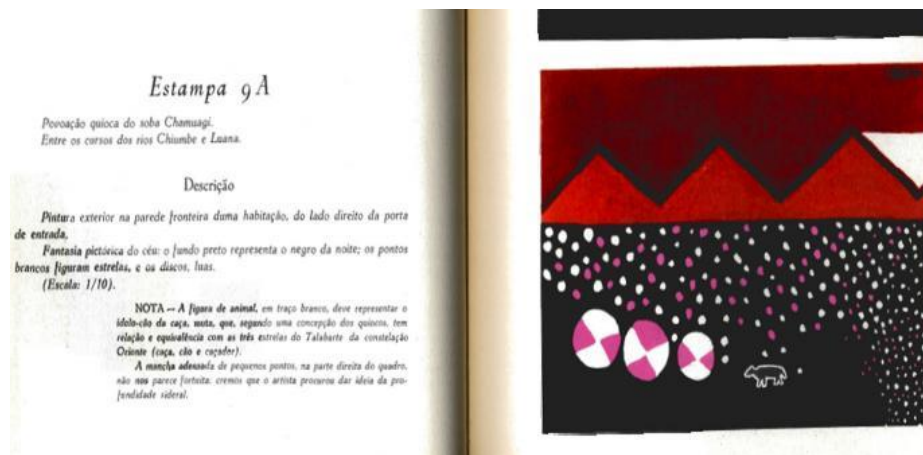 Estampa 9A
Povoação quioca do soba Chamuagi.
Entre os cursos dos rios Chiumbe e Luana.
Descrição
Pintura exterior na parede fronteira duma habitação, do lado direito da porta
de entrada.
Fantasia pictórica do céu: o fundo preto representa o negro da noite; os pontos
brancos figuram estrelas, e os discos, luas.
(Escala: 1/10).
NOTA — A figura de animal, em traço branco, deve representar o
ídolo-cão da caça, muta, que, segundo uma concepção dos quiocos, tem
relação e equivalência com as três estrelas do Talabarte da constelação
Orionte (caça, cão e caçador).
A mancha adensada de pequenos pontos, na parte direita do quadro,
não nos parece fortuita: cremos que o artista procurou dar ideia da pro-
fundidade sideral.